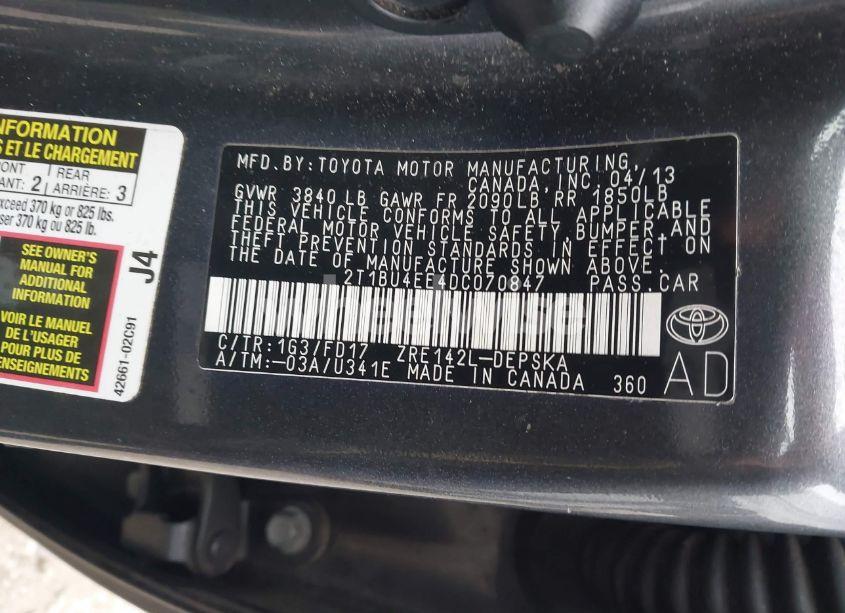 INFORMATION
S ET LE CHARGEMENT
ONT
ANT: 2
REAR
ARRIÈRE: 3
exceed 370 kg or 825 lbs.
ser 370 kg ou 825 lb.
SEE OWNER'S
MANUAL FOR
ADDITIONAL
INFORMATION
VOIR LE MANUEL
DE L'USAGER
POUR PLUS DE
RENSEIGNEMENTS
J4
42661-02C91
MFD.BY:TOYOTA MOTOR MANUFACTURING,
CANADA, INC. 04/13
GVWR 3840 LB GAWR FR 2090LB RR 1850LB
THIS VEHICLE CONFORMS TO ALL APPLICABLE
FEDERAL MOTOR VEHICLE SAFETY, BUMPER, AND
THEFT PREVENTION STANDARDS IN EFFECT ON
THE DATE OF MANUFACTURE SHOWN ABOVE.
2T1BU4EE4DC070847 PASS.CAR
C/TR:1G3/FD17 ZRE142L-DEPSKA
A/TM:-03A/U341E MADE IN CANADA 360
AD